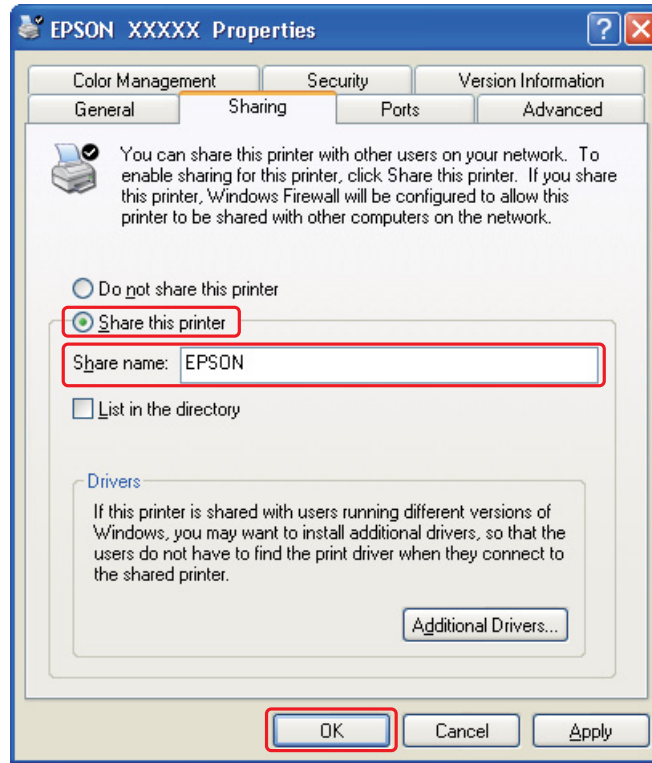 EPSON XXXXX Properties
Color Management Security Version Information
General Sharing Ports Advanced
You can share this printer with other users on your network. To
enable sharing for this printer, click Share this printer. If you share
this printer, Windows Firewall will be configured to allow this
printer to be shared with other computers on the network.
Do not share this printer
Share this printer
Share name: EPSON
List in the directory
Drivers
If this printer is shared with users running different versions of
Windows, you may want to install additional drivers, so that the
users do not have to find the print driver when they connect to
the shared printer.
Additional Drivers...
OK Cancel Apply